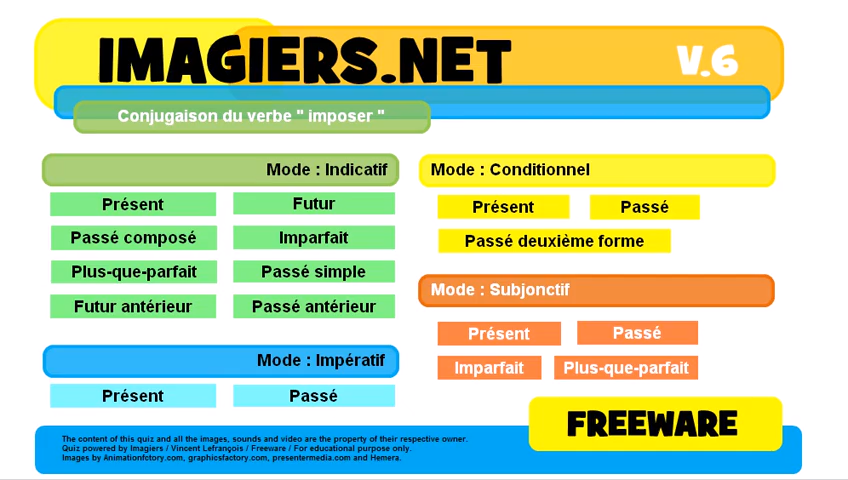 IMAGIERS.NET
V.6
Conjugaison du verbe " imposer "
Mode : Indicatif
Présent
Futur
Passé composé
Imparfait
Plus-que-parfait
Passé simple
Futur antérieur
Passé antérieur
Mode : Impératif
Présent
Passé
Mode : Conditionnel
Présent
Passé
Passé deuxième forme
Mode : Subjonctif
Présent
Passé
Imparfait
Plus-que-parfait
FREEWARE
The content of this quiz and all the images, sounds and video are the property of their respective owner.
Quiz powered by Imagiers / Vincent Lefrançois / Freeware / For educational purpose only.
Images by Animationfctory.com, graphicsfactory.com, presentermedia.com and Hemera.